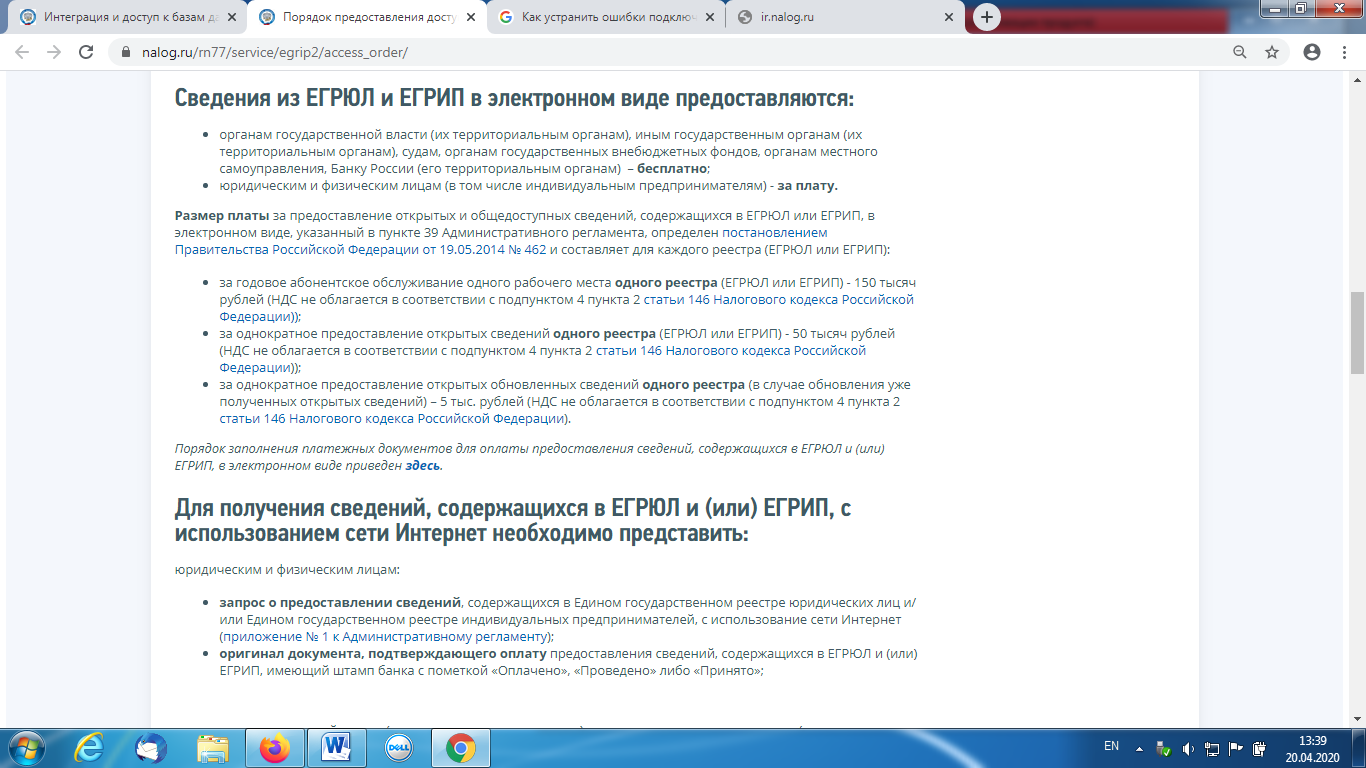 Интеграция и доступ к базам да
Порядок предоставления досту
Как устранить ошибки подключ
ir.nalog.ru
nalog.ru/rn77/service/egrip2/access_order/
Сведения из ЕГРЮЛ и ЕГРИП в электронном виде предоставляются:
органам государственной власти (их территориальным органам), иным государственным органам (их
территориальным органам), судам, органам государственных внебюджетных фондов, органам местного
самоуправления, Банку России (его территориальным органам) – бесплатно;
юридическим и физическим лицам (в том числе индивидуальным предпринимателям) - за плату.
Размер платы за предоставление открытых и общедоступных сведений, содержащихся в ЕГРЮЛ или ЕГРИП, в
электронном виде, указанный в пункте 39 Административного регламента, определен постановлением
Правительства Российской Федерации от 19.05.2014 № 462 и составляет для каждого реестра (ЕГРЮЛ или ЕГРИП):
за годовое абонентское обслуживание одного рабочего места одного реестра (ЕГРЮЛ или ЕГРИП) - 150 тысяч
рублей (НДС не облагается в соответствии с подпунктом 4 пункта 2 статьи 146 Налогового кодекса Российской
Федерации));
за однократное предоставление открытых сведений одного реестра (ЕГРЮЛ или ЕГРИП) - 50 тысяч рублей
(НДС не облагается в соответствии с подпунктом 4 пункта 2 статьи 146 Налогового кодекса Российской
Федерации));
за однократное предоставление открытых обновленных сведений одного реестра (в случае обновления уже
полученных открытых сведений) – 5 тыс. рублей (НДС не облагается в соответствии с подпунктом 4 пункта 2
статьи 146 Налогового кодекса Российской Федерации).
Порядок заполнения платежных документов для оплаты предоставления сведений, содержащихся в ЕГРЮЛ и (или)
ЕГРИП, в электронном виде приведен здесь.
Для получения сведений, содержащихся в ЕГРЮЛ и (или) ЕГРИП, с
использованием сети Интернет необходимо представить:
юридическим и физическим лицам:
запрос о предоставлении сведений, содержащихся в Едином государственном реестре юридических лиц и/
или Едином государственном реестре индивидуальных предпринимателей, с использование сети Интернет
(приложение № 1 к Административному регламенту);
оригинал документа, подтверждающего оплату предоставления сведений, содержащихся в ЕГРЮЛ и (или)
ЕГРИП, имеющий штамп банка с пометкой «Оплачено», «Проведено» либо «Принято»;
EN
13:39
20.04.2020